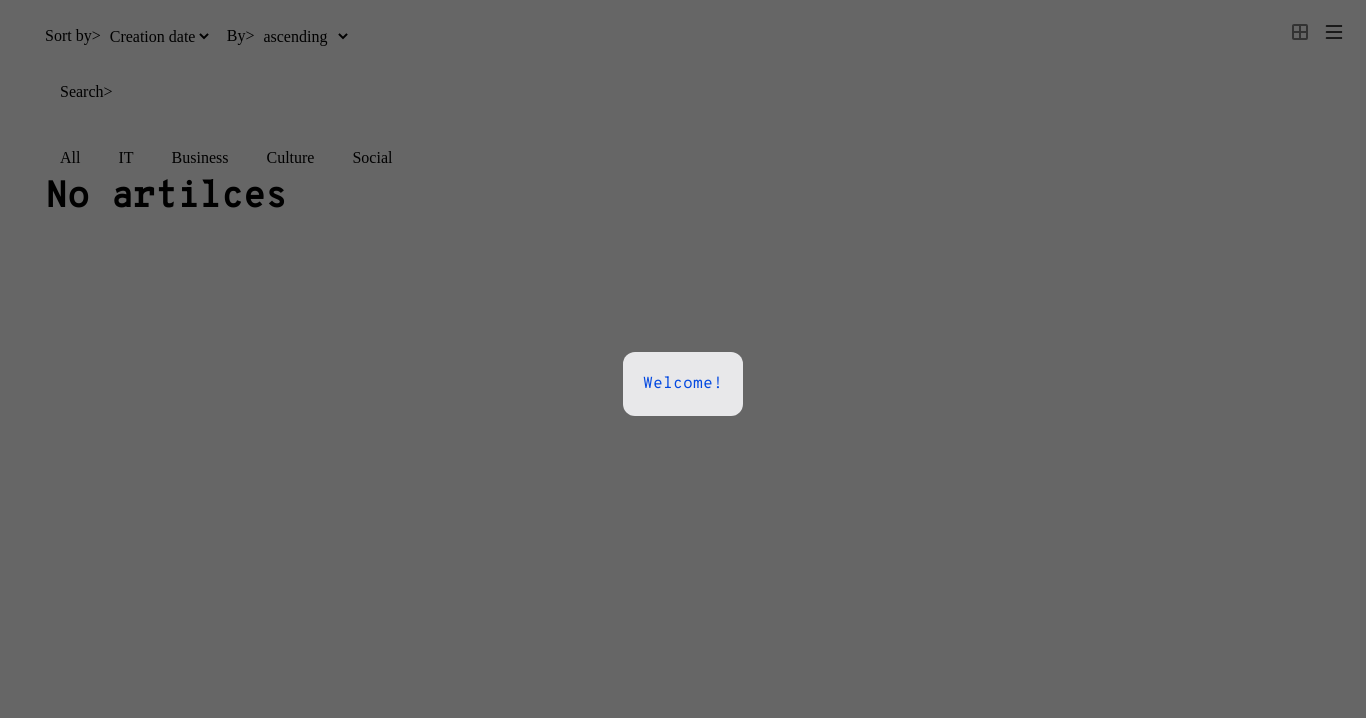 Sort by> Creation date By> ascending
Search>
All IT Business Culture Social
No artilces
Welcome!